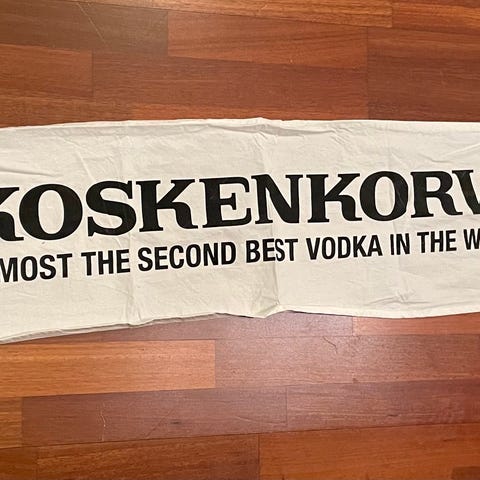 KOSKENKORV
MOST THE SECOND BEST VODKA IN THE W